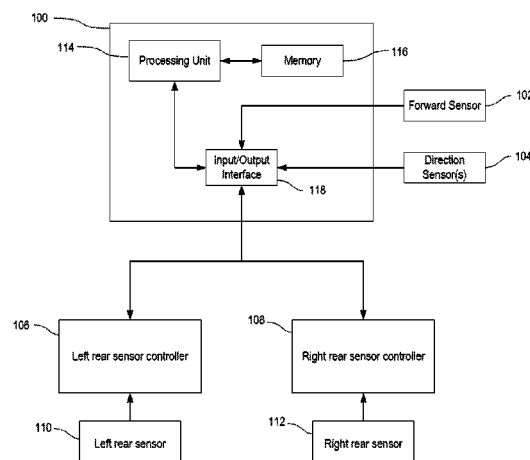 100
114
Processing Unit
Memory
116
102
Forward Sensor
Input/Output
Interface
118
Direction
Sensor(s)
104
106
Left rear sensor controller
108
Right rear sensor controller
110
Left rear sensor
112
Right rear sensor